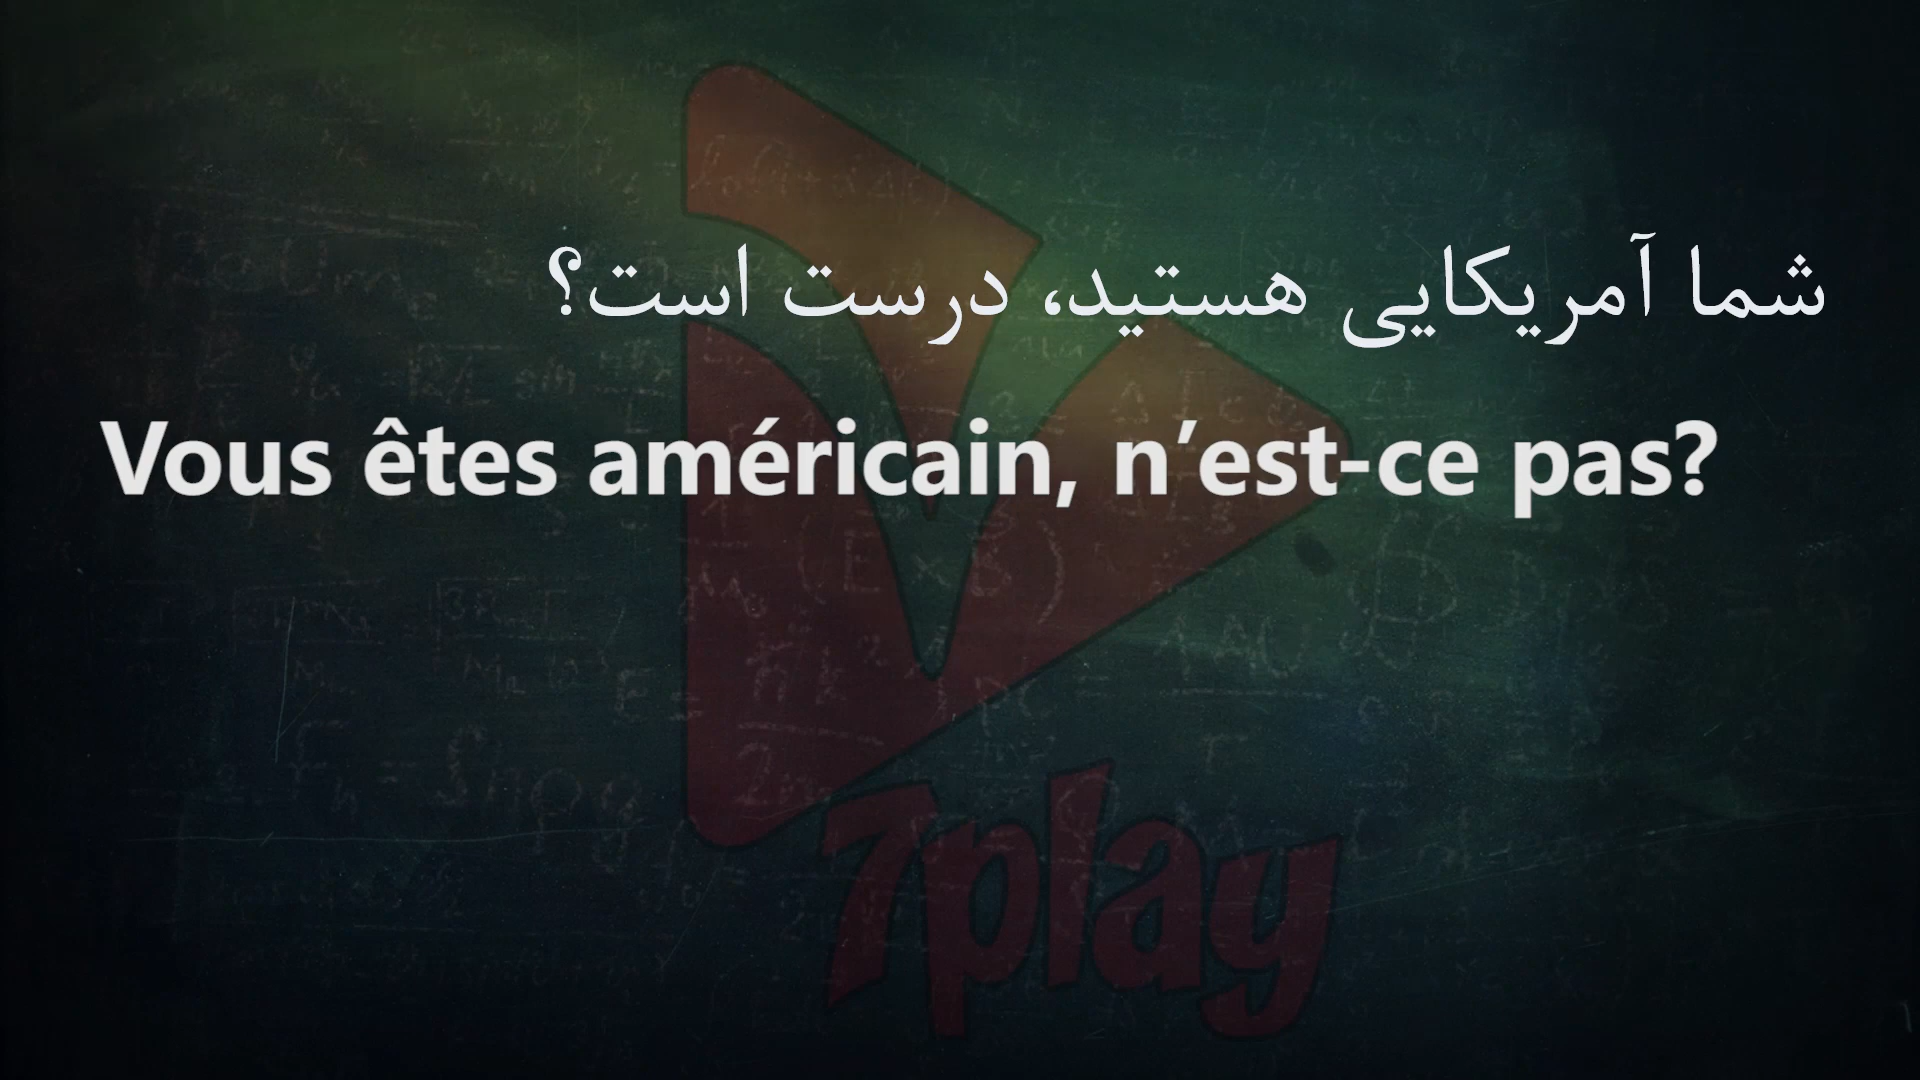 شما آمریکایی هستید، درست است؟
Vous êtes américain, n’est-ce pas?
7play